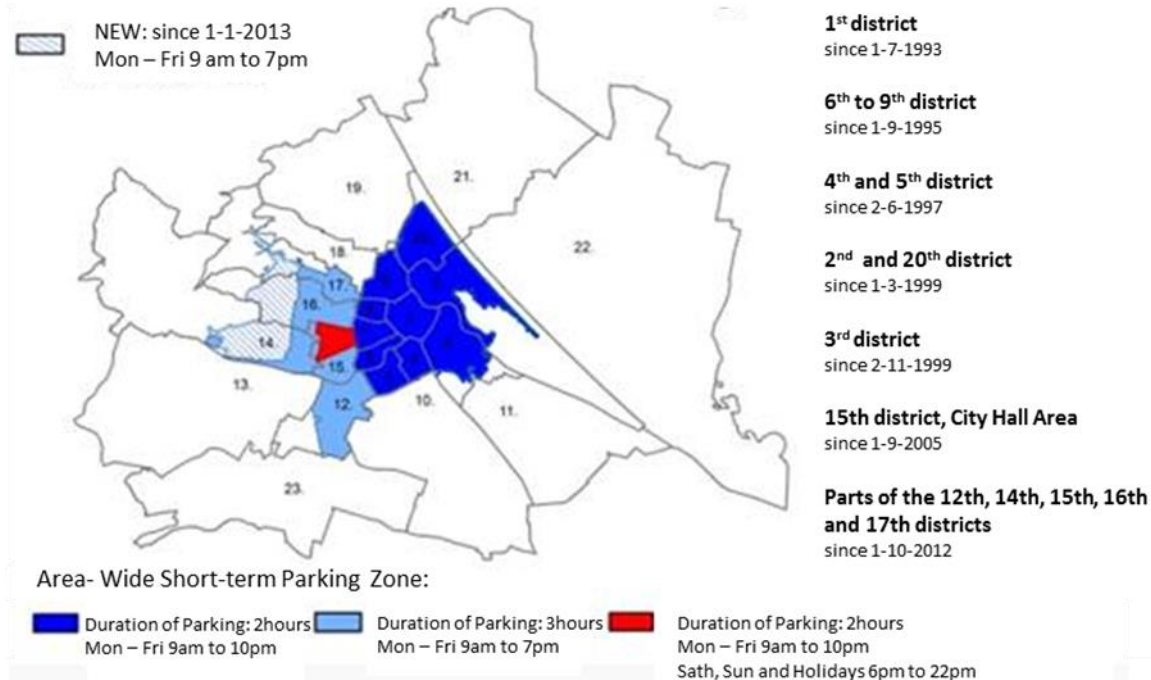 NEW: since 1-1-2013
Mon – Fri 9 am to 7pm
1st district
since 1-7-1993
6th to 9th district
since 1-9-1995
4th and 5th district
since 2-6-1997
2nd and 20th district
since 1-3-1999
3rd district
since 2-11-1999
15th district, City Hall Area
since 1-9-2005
Parts of the 12th, 14th, 15th, 16th
and 17th districts
since 1-10-2012
19.
21.
22.
18.
17.
16.
14.
15.
13.
12.
10.
11.
23.
Area- Wide Short-term Parking Zone:
Duration of Parking: 2hours
Mon – Fri 9am to 10pm
Duration of Parking: 3hours
Mon – Fri 9am to 7pm
Duration of Parking: 2hours
Mon – Fri 9am to 10pm
Sath, Sun and Holidays 6pm to 22pm